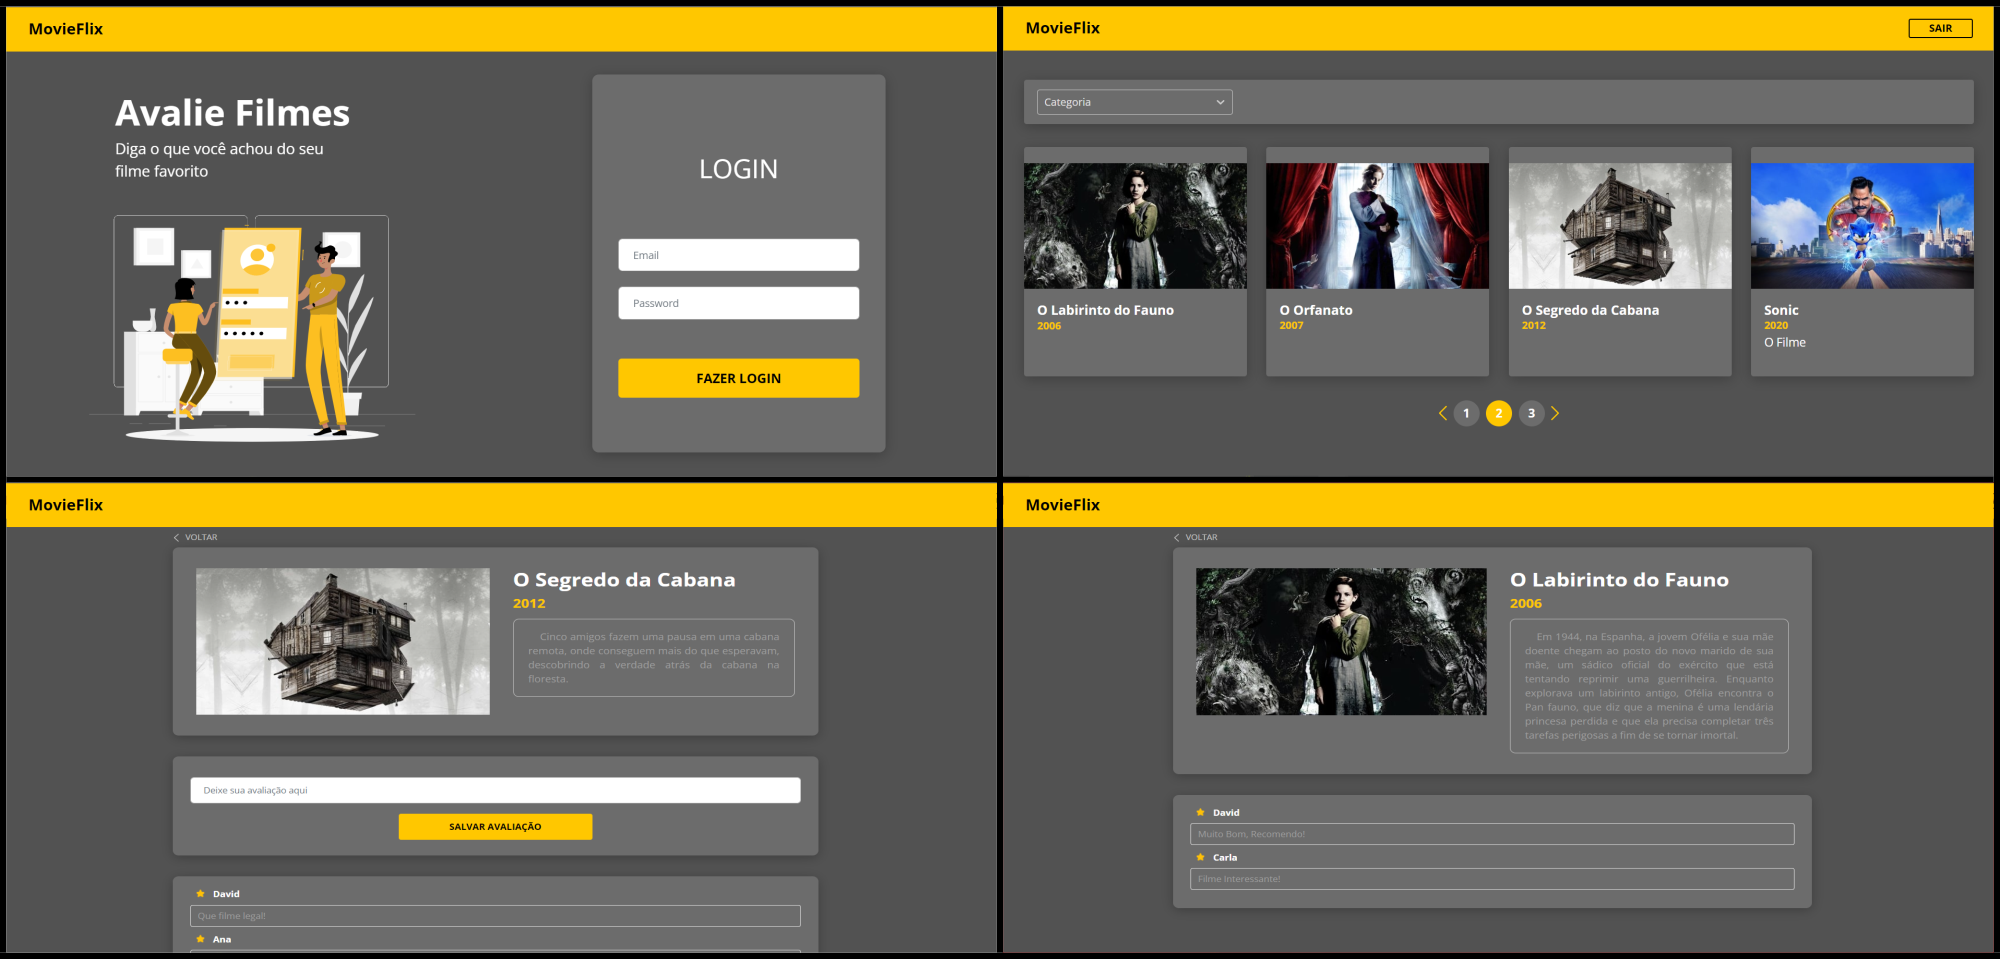 MovieFlix
Avalie Filmes
Diga o que você achou do seu
filme favorito
LOGIN
Email
Password
FAZER LOGIN
MovieFlix
SAIR
Categoria
O Labirinto do Fauno
2006
O Orfanato
2007
O Segredo da Cabana
2012
Sonic
2020
O Filme
1
2
3
MovieFlix
VOLTAR
O Segredo da Cabana
2012
Cinco amigos fazem uma pausa em uma cabana
remota, onde conseguem mais do que esperavam,
descobrindo a verdade atrás da cabana na
floresta.
Deixe sua avaliação aqui
SALVAR AVALIAÇÃO
David
Que filme legal!
Ana
MovieFlix
VOLTAR
O Labirinto do Fauno
2006
Em 1944, na Espanha, a jovem Ofélia e sua mãe
doente chegam ao posto do novo marido de sua
mãe, um sádico oficial do exército que está
tentando reprimir uma guerrilheira. Enquanto
explorava um labirinto antigo, Ofélia encontra o
Pan fauno, que diz que a menina é uma lendária
princesa perdida e que ela precisa completar três
tarefas perigosas a fim de se tornar imortal.
David
Muito Bom, Recomendo!
Carla
Filme Interessante!